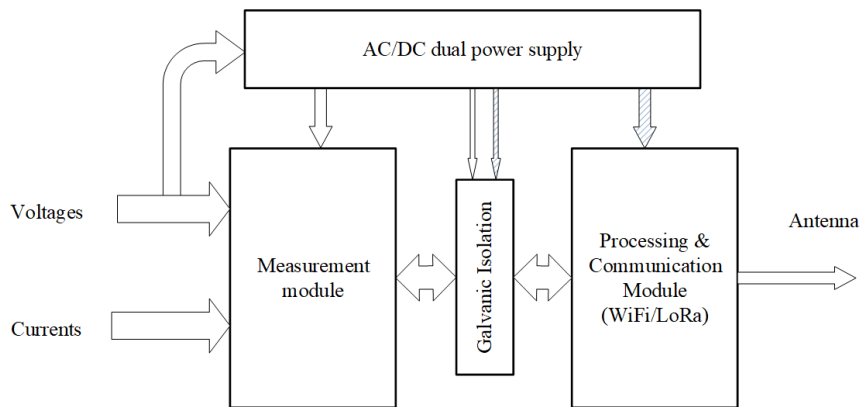 AC/DC dual power supply
Voltages
Currents
Measurement
module
Galvanic Isolation
Processing &
Communication
Module
(WiFi/LoRa)
Antenna